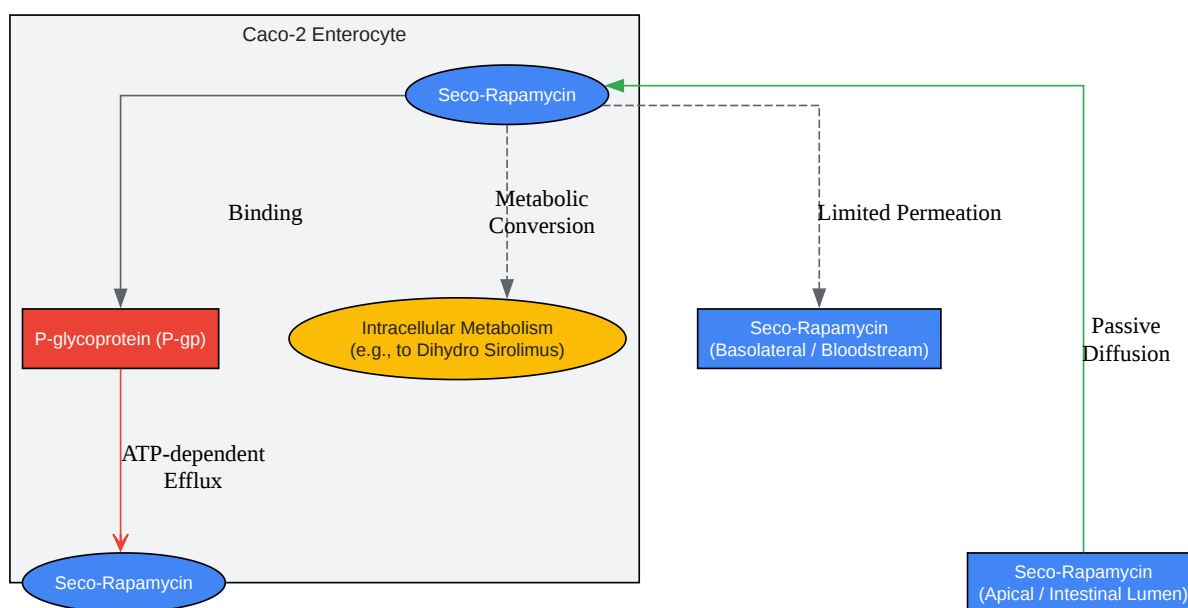 Caco-2 Enterocyte
Seco-Rapamycin
Binding
Metabolic
Conversion
Limited Permeation
P-glycoprotein (P-gp)
Intracellular Metabolism
(e.g., to Dihydro Sirolimus)
Seco-Rapamycin
(Basolateral / Bloodstream)
Passive
Diffusion
ATP-dependent
Efflux
Seco-Rapamycin
Seco-Rapamycin
(Apical / Intestinal Lumen)